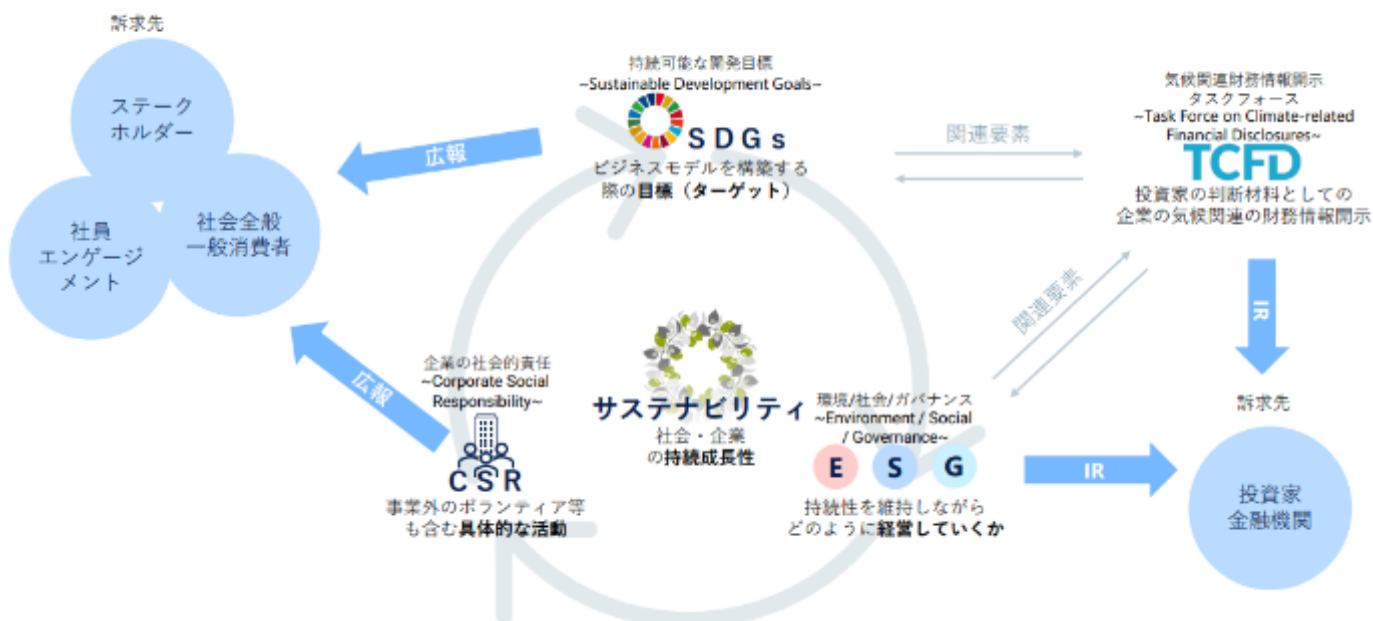 訴求先
ステーク
ホルダー
社員
エンゲージ
メント
社会全般
一般消費者
広報
広報
持続可能な開発目標
~Sustainable Development Goals~
SDGs
ビジネスモデルを構築する
際の目標（ターゲット）
関連要素
気候関連財務情報開示
タスクフォース
~Task Force on Climate-related
Financial Disclosures~
TCFD
投資家の判断材料としての
企業の気候関連の財務情報開示
関連要素
IR
企業の社会的責任
~Corporate Social
Responsibility~
CSR
事業外のボランティア等
も含む具体的な活動
サステナビリティ
社会・企業
の持続成長性
環境/社会/ガバナンス
~Environment / Social
/ Governance~
E S G
持続性を維持しながら
どのように経営していくか
IR
訴求先
投資家
金融機関